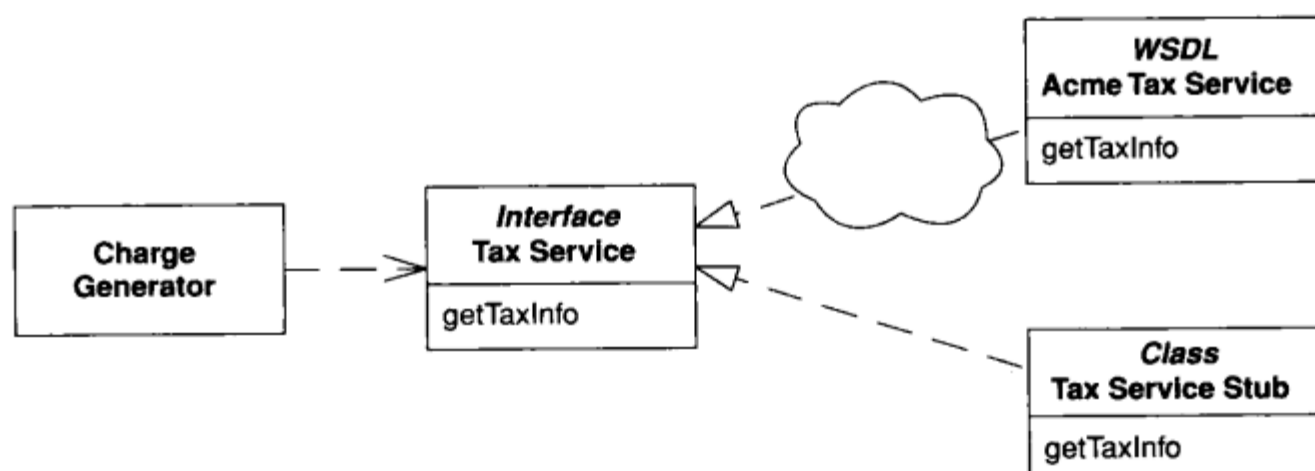 WSDL
Acme Tax Service
getTaxInfo
Interface
Tax Service
getTaxInfo
Charge
Generator
Class
Tax Service Stub
getTaxInfo